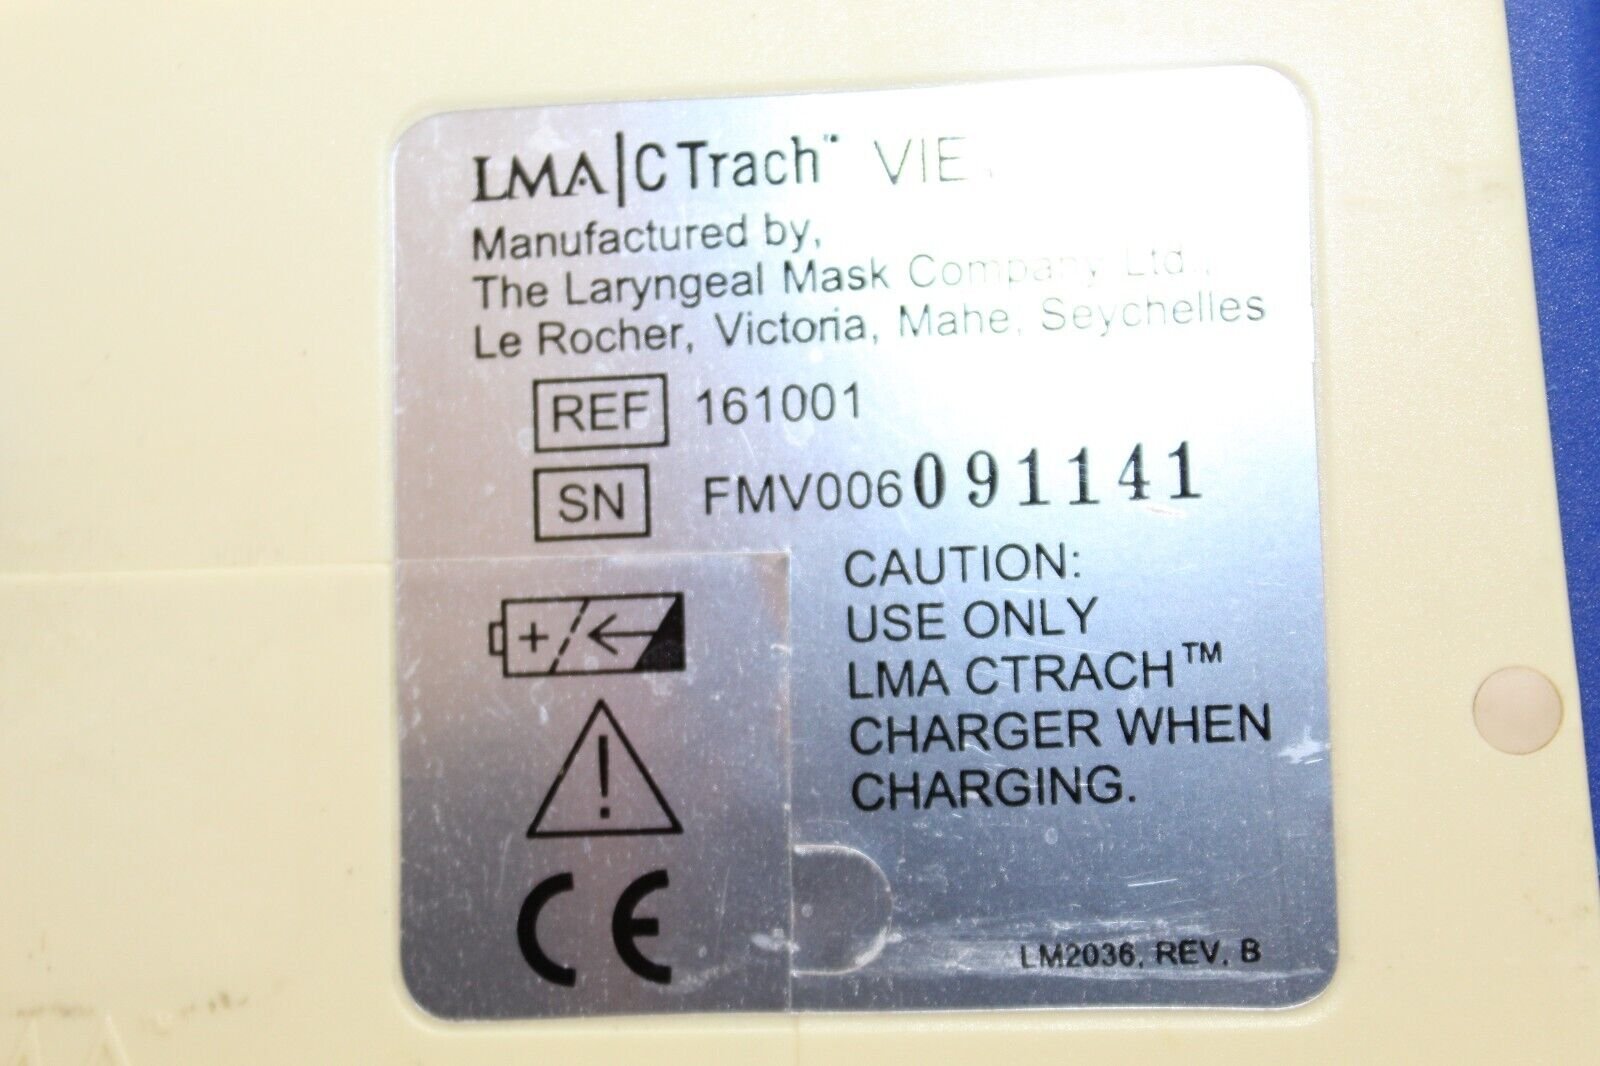 LMA|CTrach™
Manufactured by,
The Laryngeal Mask Company Ltd.,
Le Rocher, Victoria, Mahe, Seychelles
REF 161001
SN FMV006091141
CAUTION:
USE ONLY
LMA CTRACH™
CHARGER WHEN
CHARGING.
+
!
CE
LM2036, REV. B